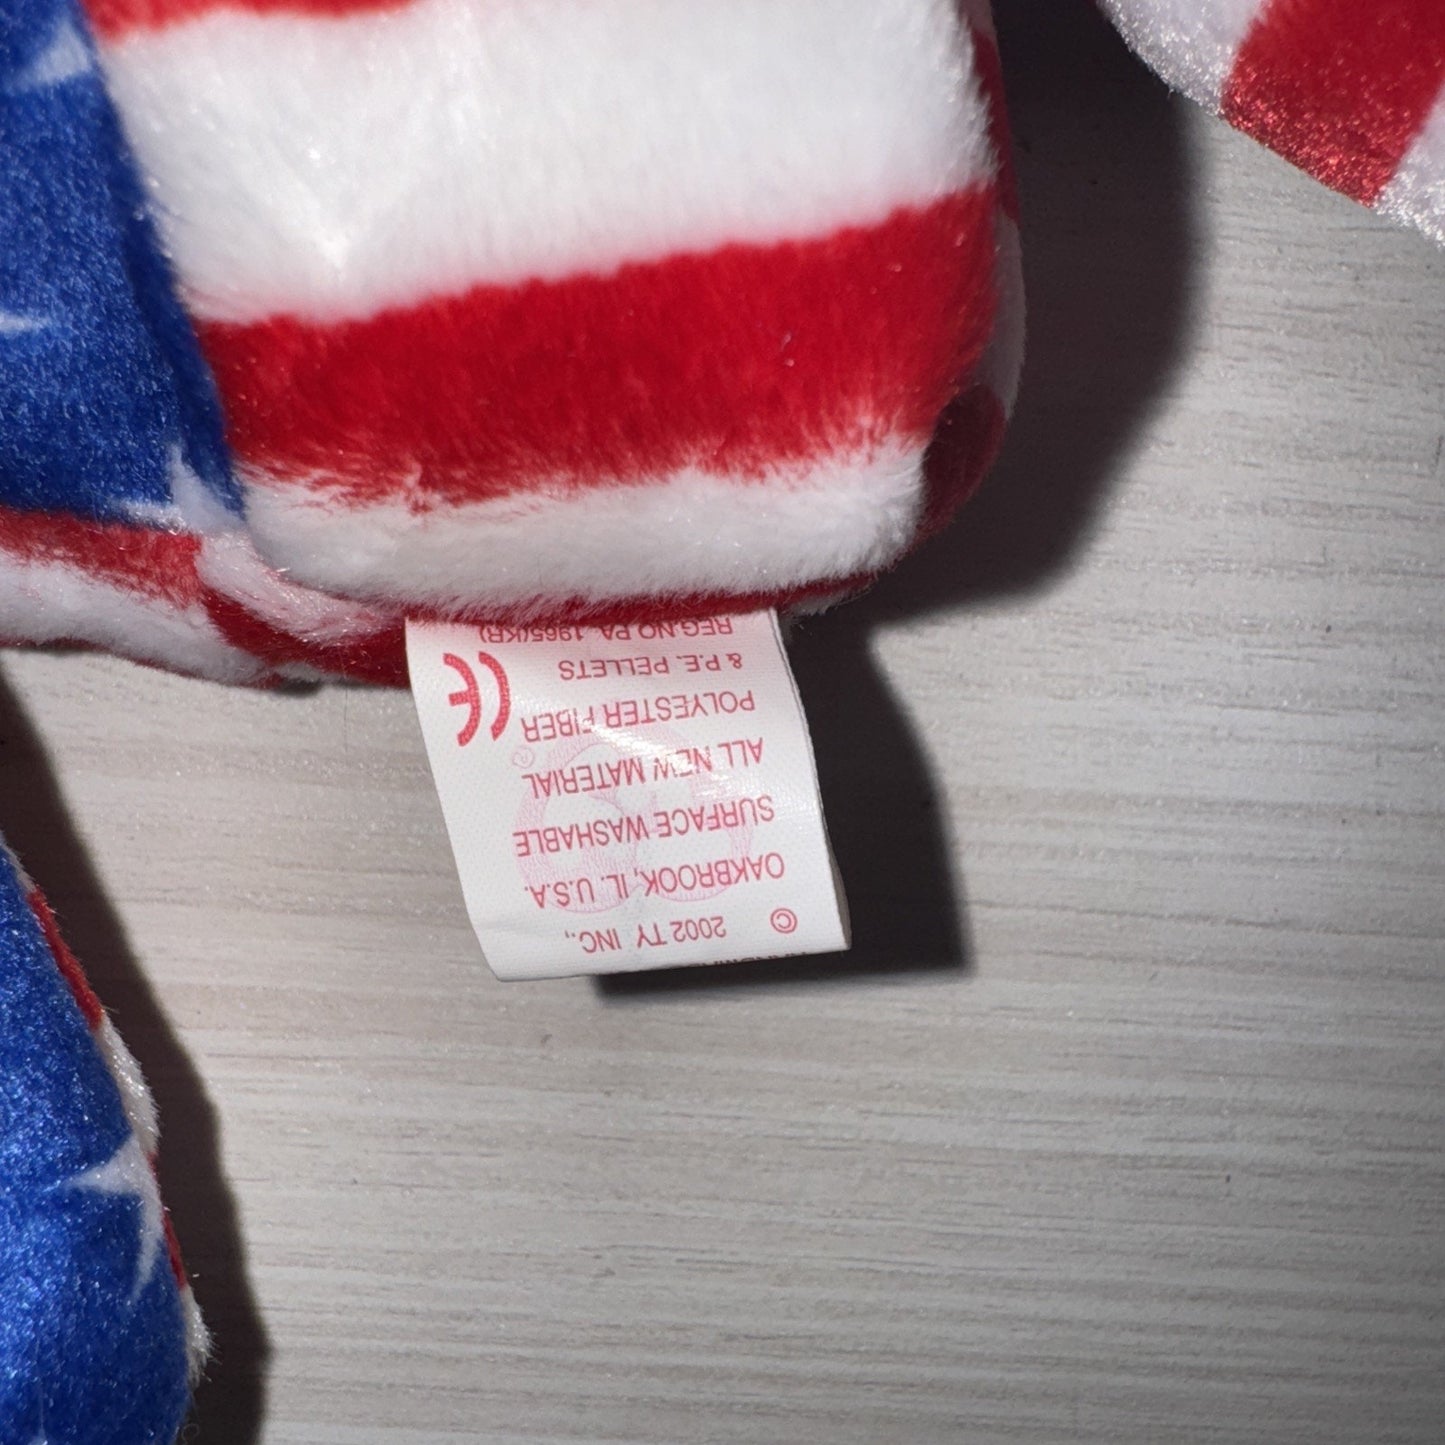 © 2002 TY INC.,
OAKBROOK, IL. U.S.A.
SURFACE WASHABLE
ALL NEW MATERIAL
POLYESTER FIBER
& P.E. PELLETS CE
REG.NO PA. 1965(KR)